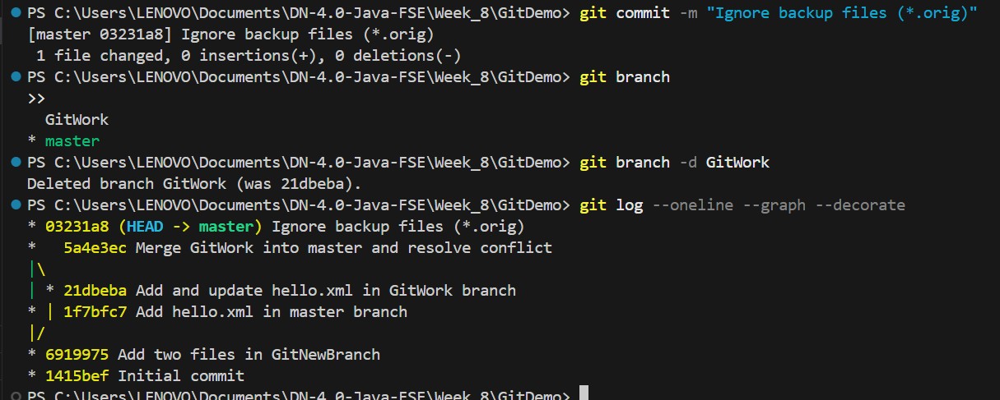 PS C:\Users\LENOVO\Documents\DN-4.0-Java-FSE\Week_8\GitDemo> git commit -m "Ignore backup files (*.orig)"
[master 03231a8] Ignore backup files (*.orig)
 1 file changed, 0 insertions(+), 0 deletions(-)
PS C:\Users\LENOVO\Documents\DN-4.0-Java-FSE\Week_8\GitDemo> git branch
>>
  GitWork
* master
PS C:\Users\LENOVO\Documents\DN-4.0-Java-FSE\Week_8\GitDemo> git branch -d GitWork
Deleted branch GitWork (was 21dbeba).
PS C:\Users\LENOVO\Documents\DN-4.0-Java-FSE\Week_8\GitDemo> git log --oneline --graph --decorate
* 03231a8 (HEAD -> master) Ignore backup files (*.orig)
*   5a4e3ec Merge GitWork into master and resolve conflict
|\
| * 21dbeba Add and update hello.xml in GitWork branch
* | 1f7bfc7 Add hello.xml in master branch
|/
* 6919975 Add two files in GitNewBranch
* 1415bef Initial commit
PS C:\Users\LENOVO\Documents\DN-4.0-Java-FSE\Week_8\GitDemo>